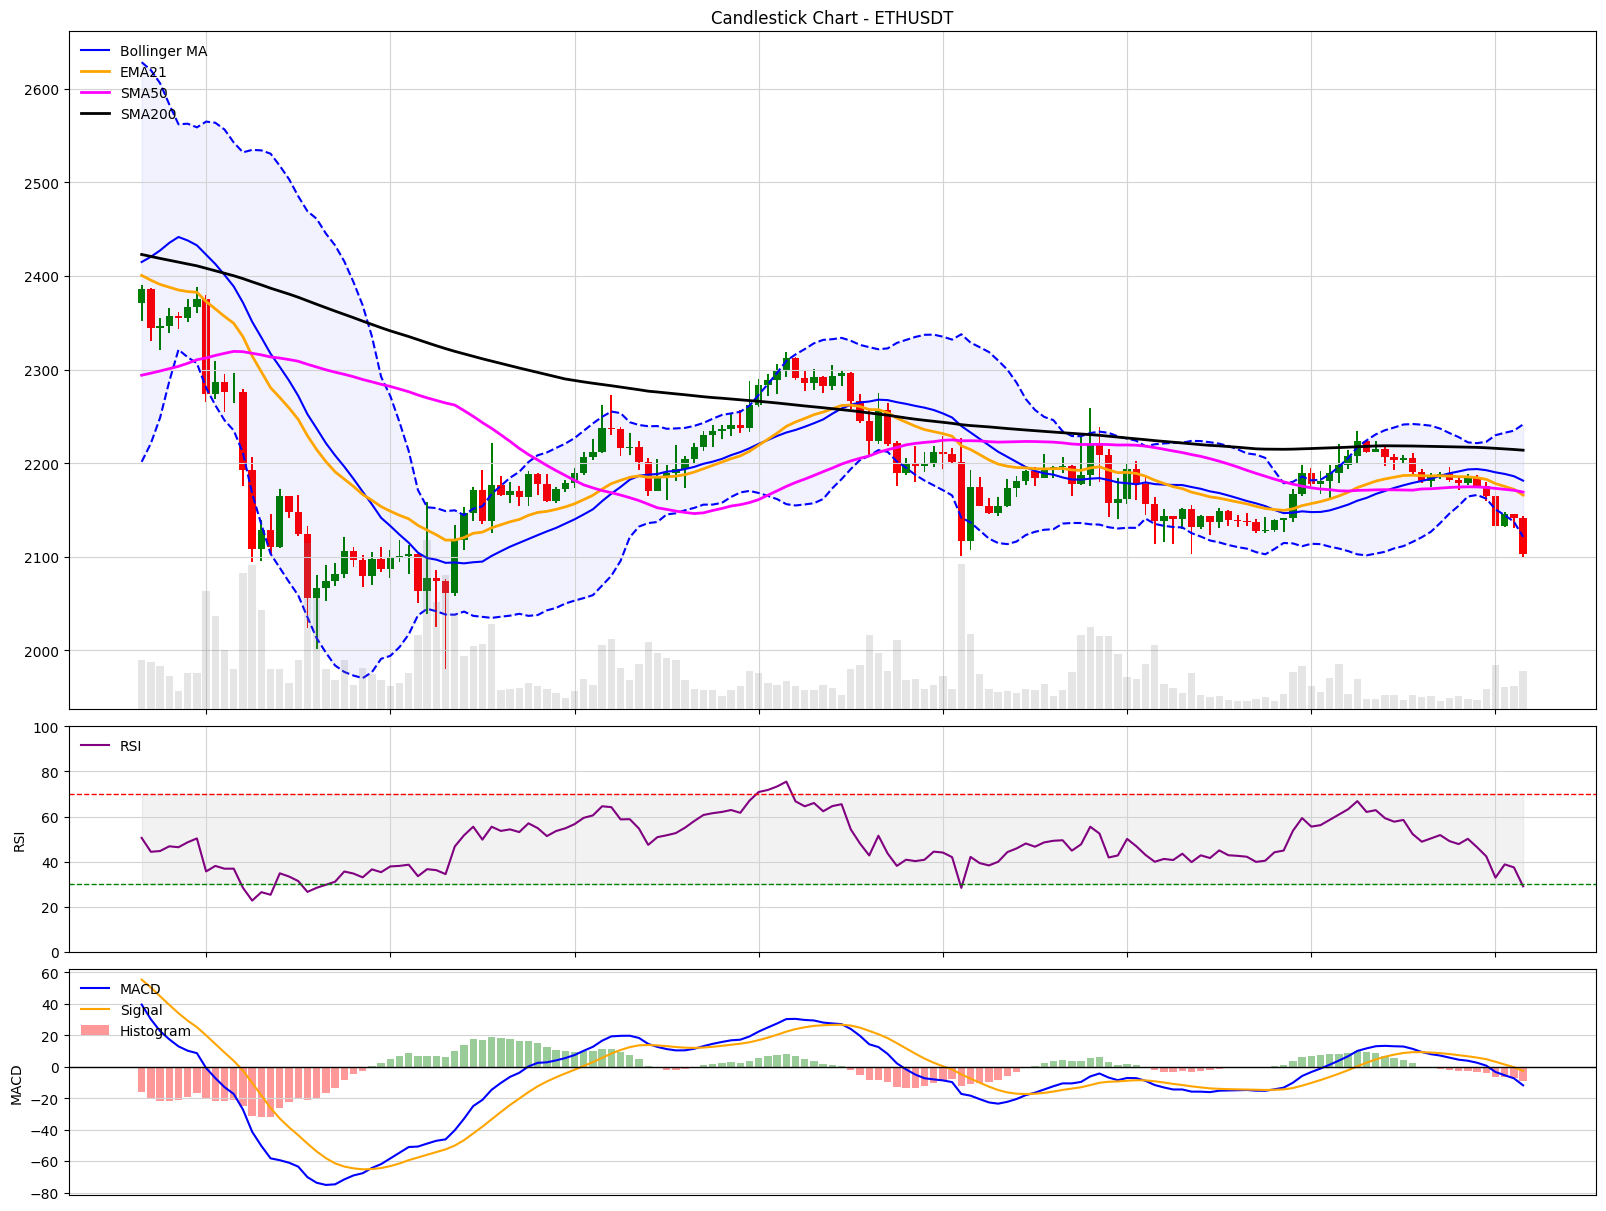 Candlestick Chart - ETHUSDT
Bollinger MA
EMA21
SMA50
SMA200
2600
2500
2400
2300
2200
2100
2000
RSI
100
80
60
40
20
0
RSI
MACD
Signal
Histogram
60
40
20
0
−20
−40
−60
−80
MACD